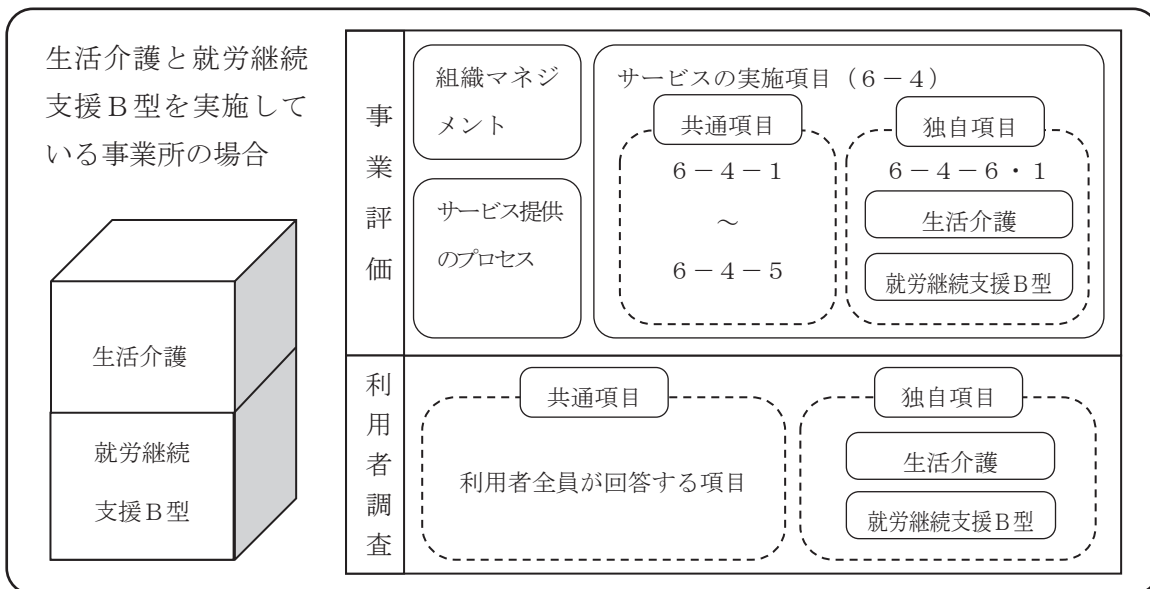 生活介護と就労継続
支援Ｂ型を実施して
いる事業所の場合
生活介護
就労継続
支援Ｂ型
事業評価
組織マネジ
メント
サービス提供
のプロセス
サービスの実施項目（６－４）
共通項目
６－４－１
～
６－４－５
独自項目
６－４－６・１
生活介護
就労継続支援Ｂ型
利用者調査
共通項目
利用者全員が回答する項目
独自項目
生活介護
就労継続支援Ｂ型